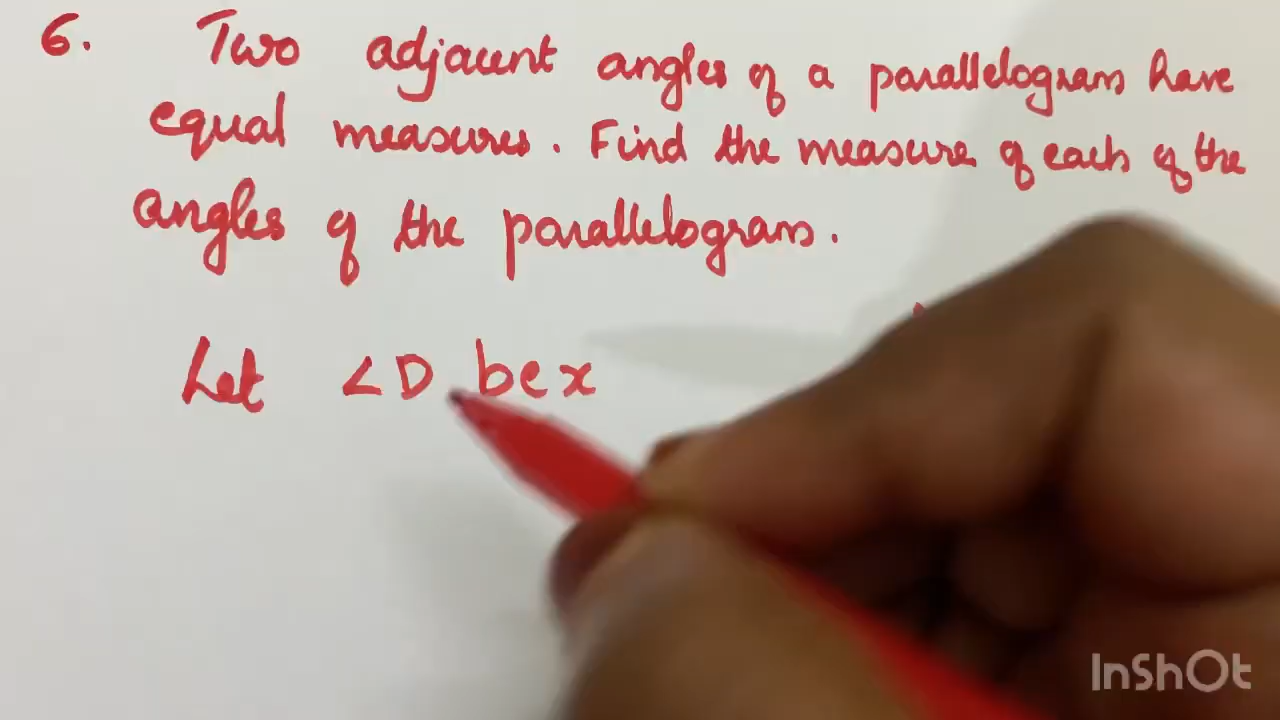 6. Two adjacent angles of a parallelogram have
equal measures. Find the measure of each of the
angles of the parallelogram.
Let ∠D be x
InShOt